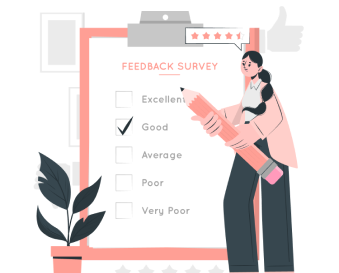 FEEDBACK SURVEY
Excellent
Good
Average
Poor
Very Poor